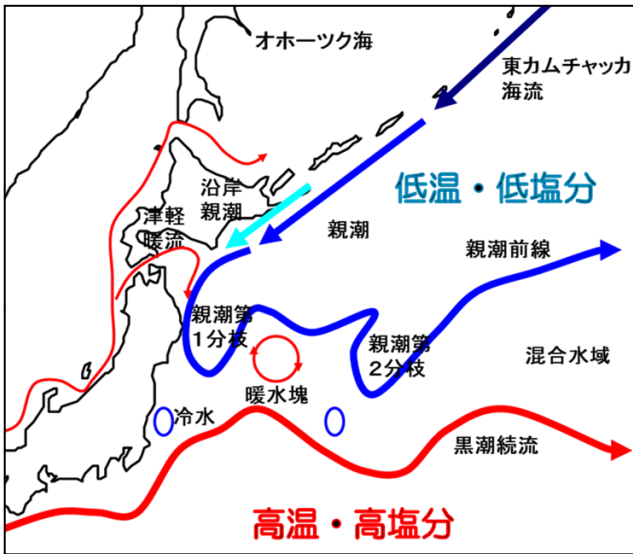 オホーツク海
東カムチャッカ
海流
沿岸
親潮
低温・低塩分
津軽
暖流
親潮
親潮前線
親潮第
1分枝
親潮第
2分枝
混合水域
暖水塊
冷水
黒潮続流
高温・高塩分